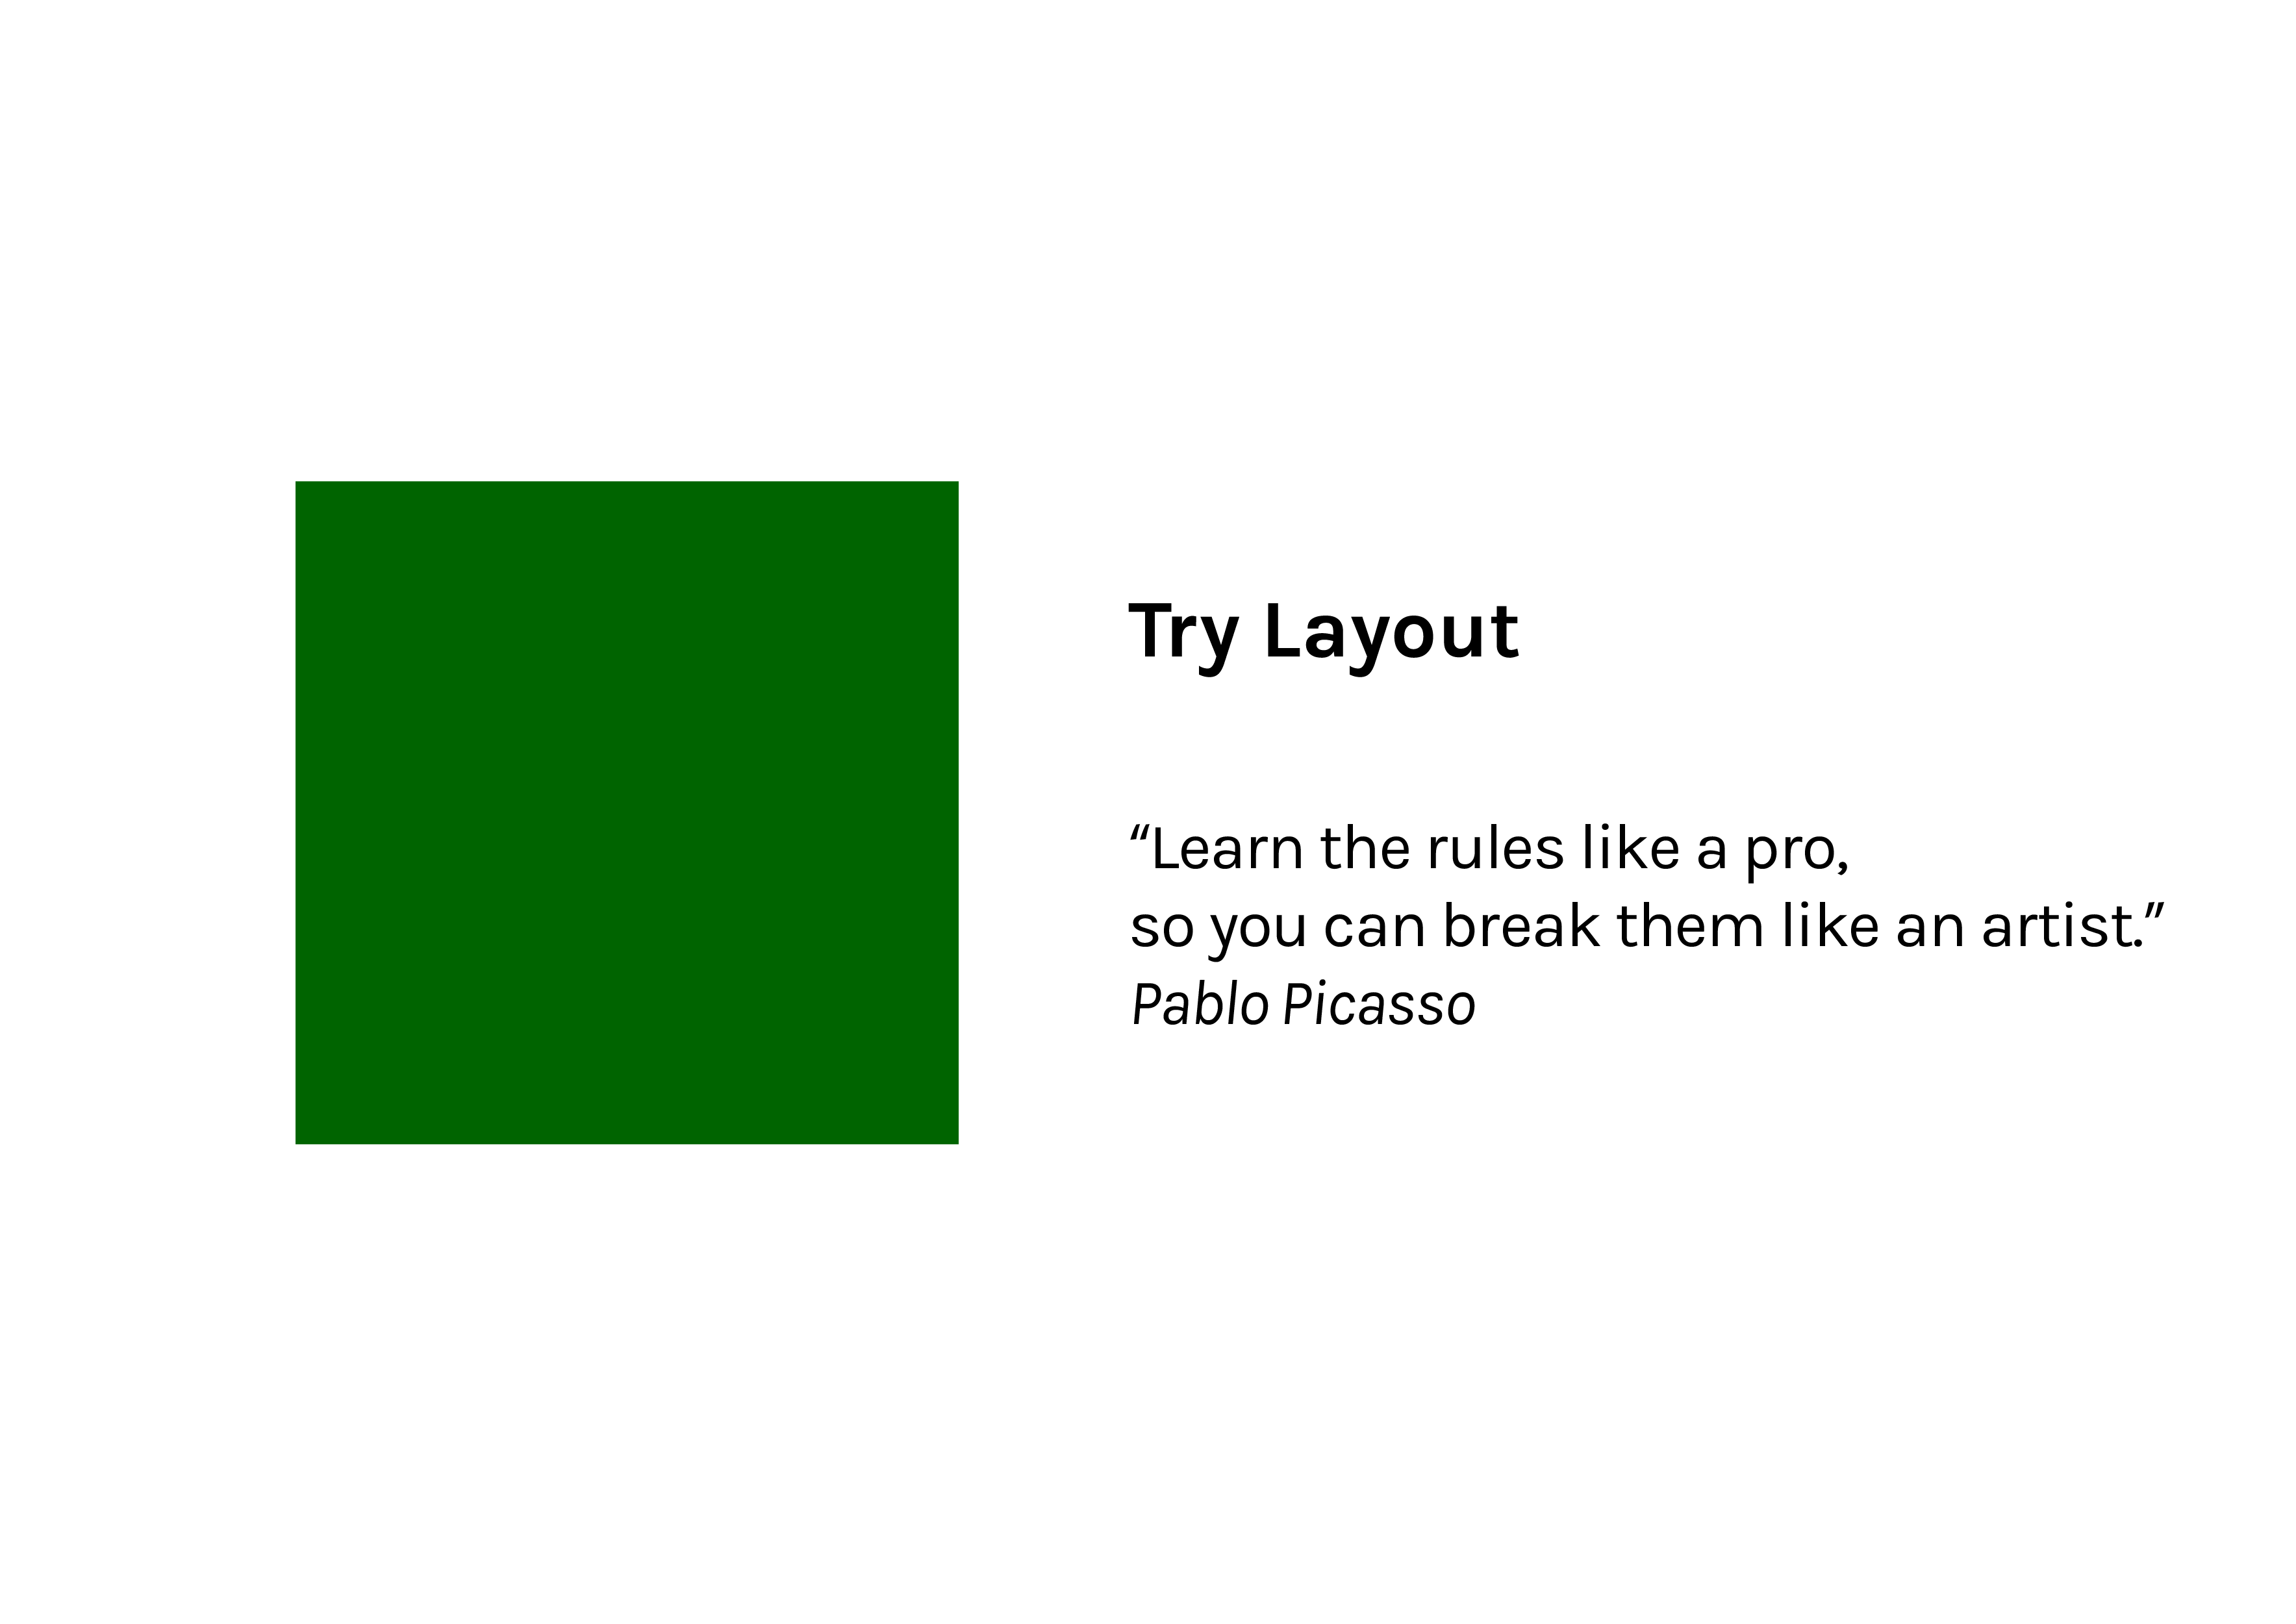 Try Layout
“Learn the rules like a pro,
so you can break them like an artist.”
Pablo Picasso